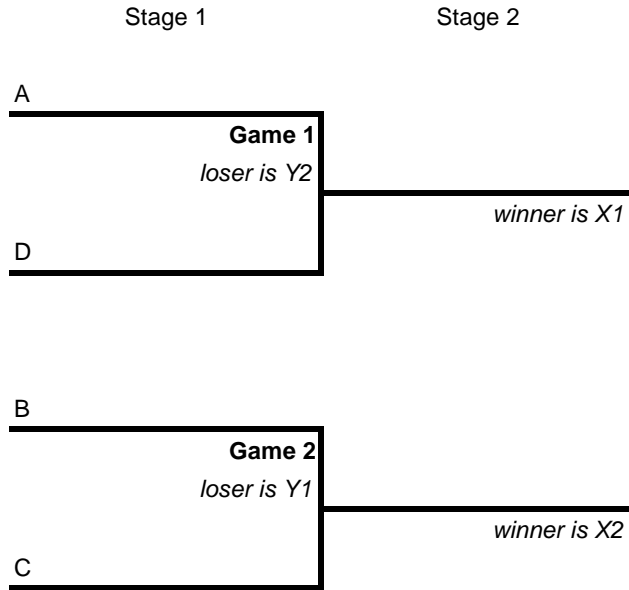 Stage 1 Stage 2
A
Game 1
loser is Y2
winner is X1
D
B
Game 2
loser is Y1
winner is X2
C